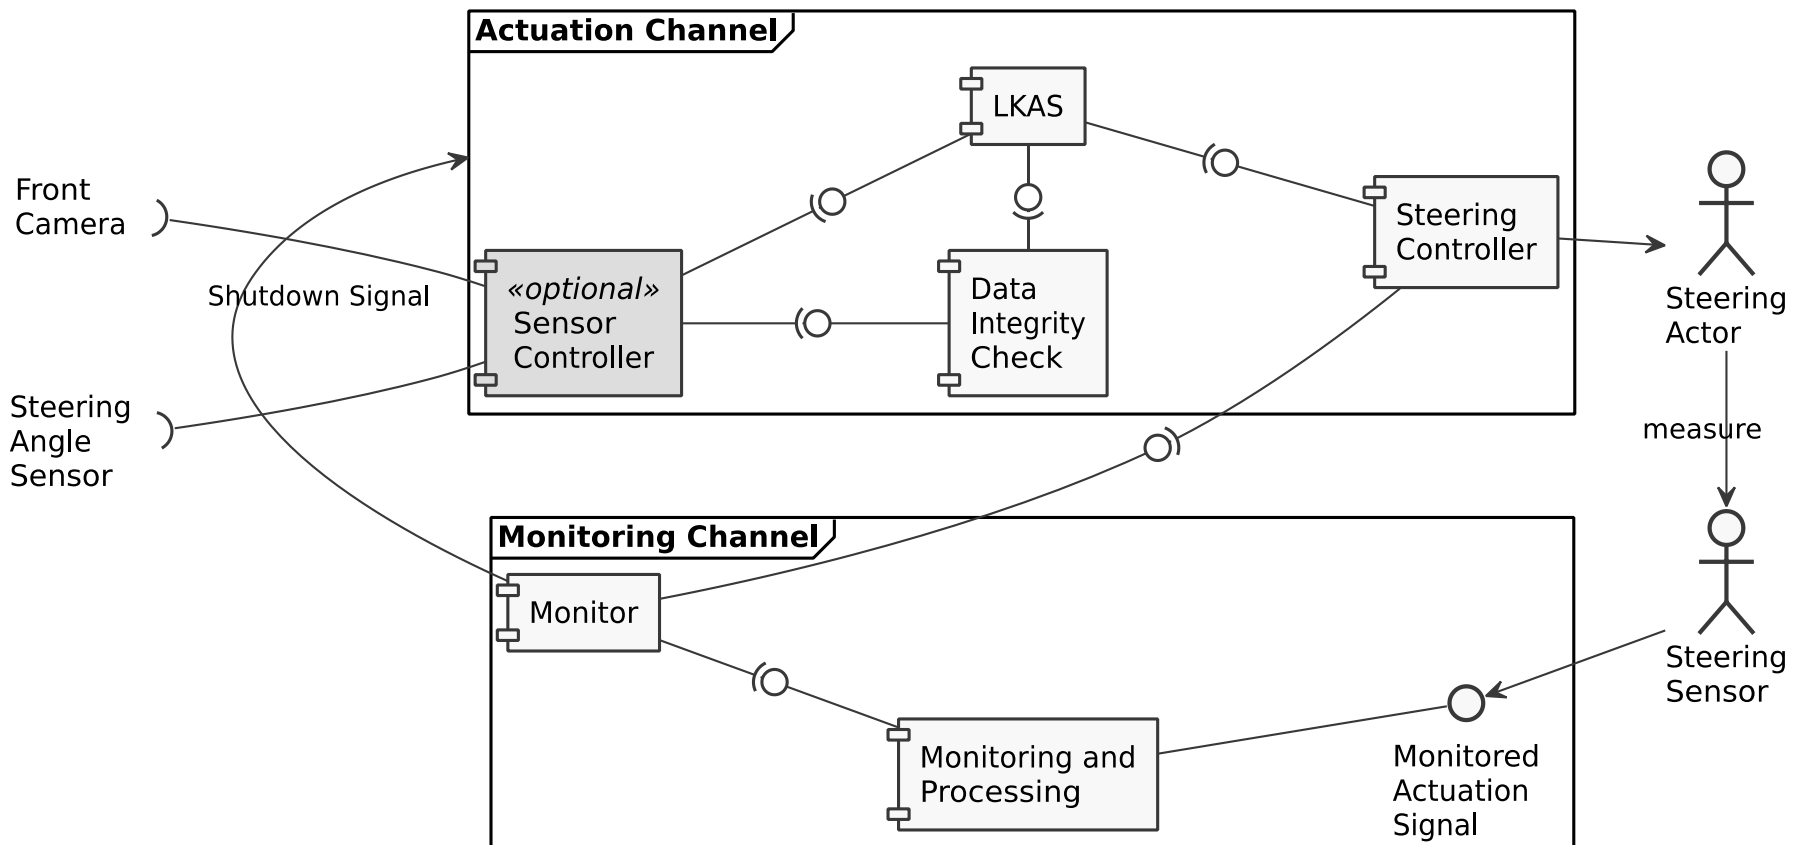 Actuation Channel
LKAS
Front
Camera
Steering
Controller
Shutdown Signal
«optional»
Sensor
Controller
Data
Integrity
Check
Steering
Actor
Steering
Angle
Sensor
measure
Monitoring Channel
Monitor
Steering
Sensor
Monitoring and
Processing
Monitored
Actuation
Signal